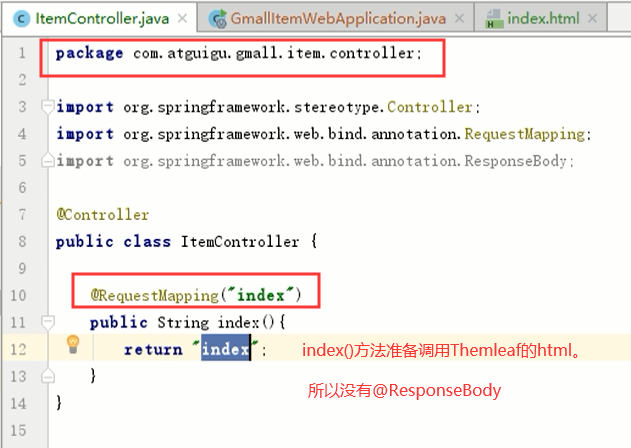 ItemController.java × GmallItemWebApplication.java × index.html ×
1 package com.atguigu.gmall.item.controller;
2
3 import org.springframework.stereotype.Controller;
4 import org.springframework.web.bind.annotation.RequestMapping;
5 import org.springframework.web.bind.annotation.ResponseBody;
6
7 @Controller
8 public class ItemController {
9
10 @RequestMapping("index")
11 public String index(){
12 return "index"; index()方法准备调用Themleaf的html。
13 } 所以没有@ResponseBody
14 }
15